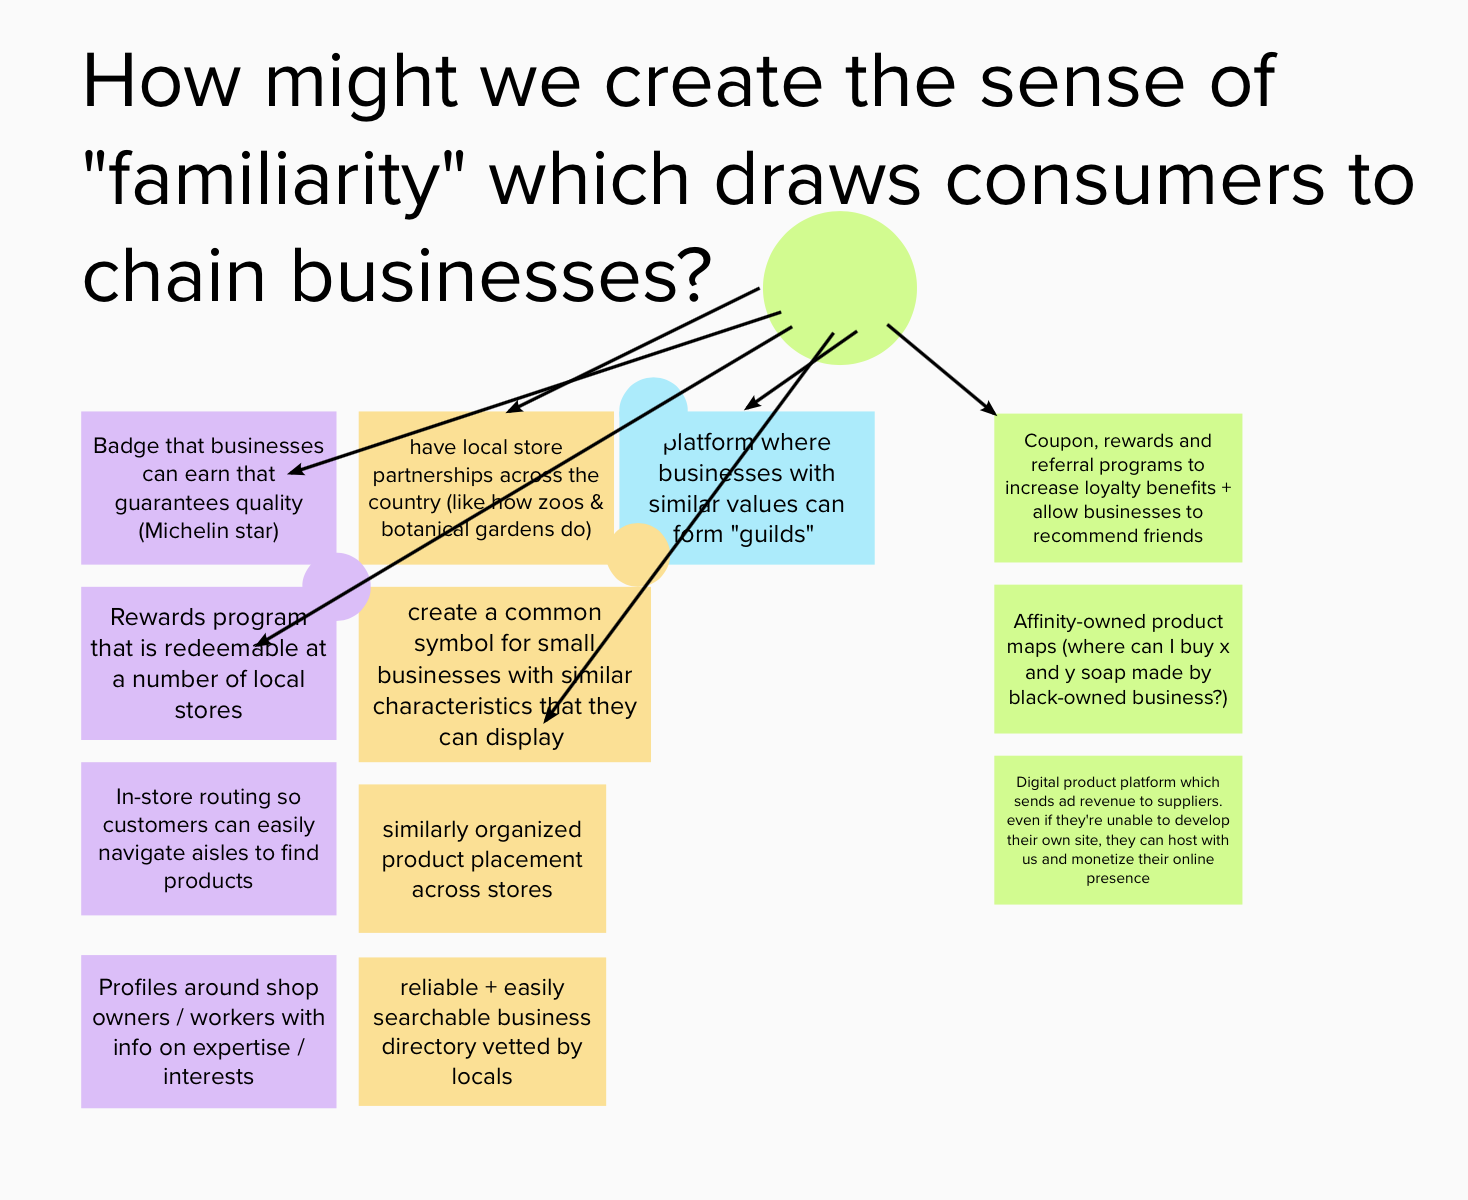 How might we create the sense of
"familiarity" which draws consumers to
chain businesses?
Badge that businesses
can earn that
guarantees quality
(Michelin star)
have local store
partnerships across the
country (like how zoos &
botanical gardens do)
platform where
businesses with
similar values can
form "guilds"
Coupon, rewards and
referral programs to
increase loyalty benefits +
allow businesses to
recommend friends
Rewards program
that is redeemable at
a number of local
stores
create a common
symbol for small
businesses with similar
characteristics that they
can display
Affinity-owned product
maps (where can I buy x
and y soap made by
black-owned business?)
In-store routing so
customers can easily
navigate aisles to find
products
similarly organized
product placement
across stores
Digital product platform which
sends ad revenue to suppliers.
even if they're unable to develop
their own site, they can host with
us and monetize their online
presence
Profiles around shop
owners / workers with
info on expertise /
interests
reliable + easily
searchable business
directory vetted by
locals